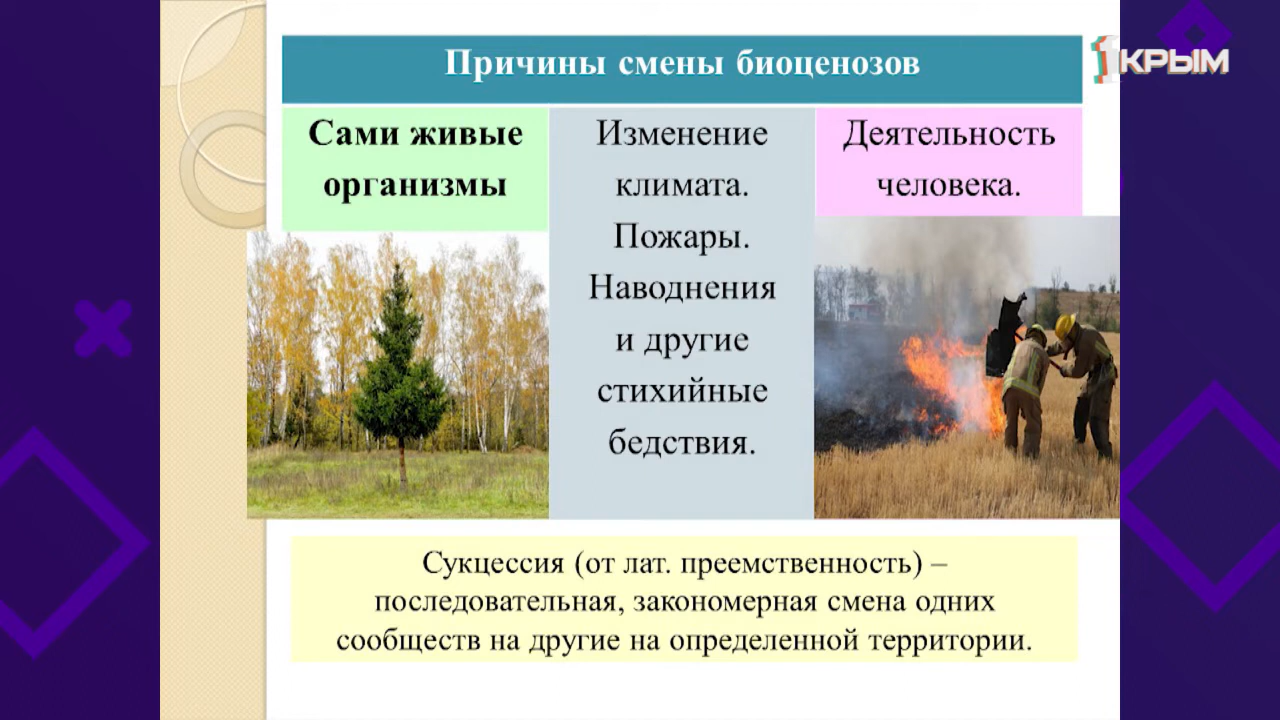 Причины смены биоценозов
1КРЫМ
Сами живые
организмы
Изменение
климата.
Пожары.
Наводнения
и другие
стихийные
бедствия.
Деятельность
человека.
Сукцессия (от лат. преемственность) –
последовательная, закономерная смена одних
сообществ на другие на определенной территории.